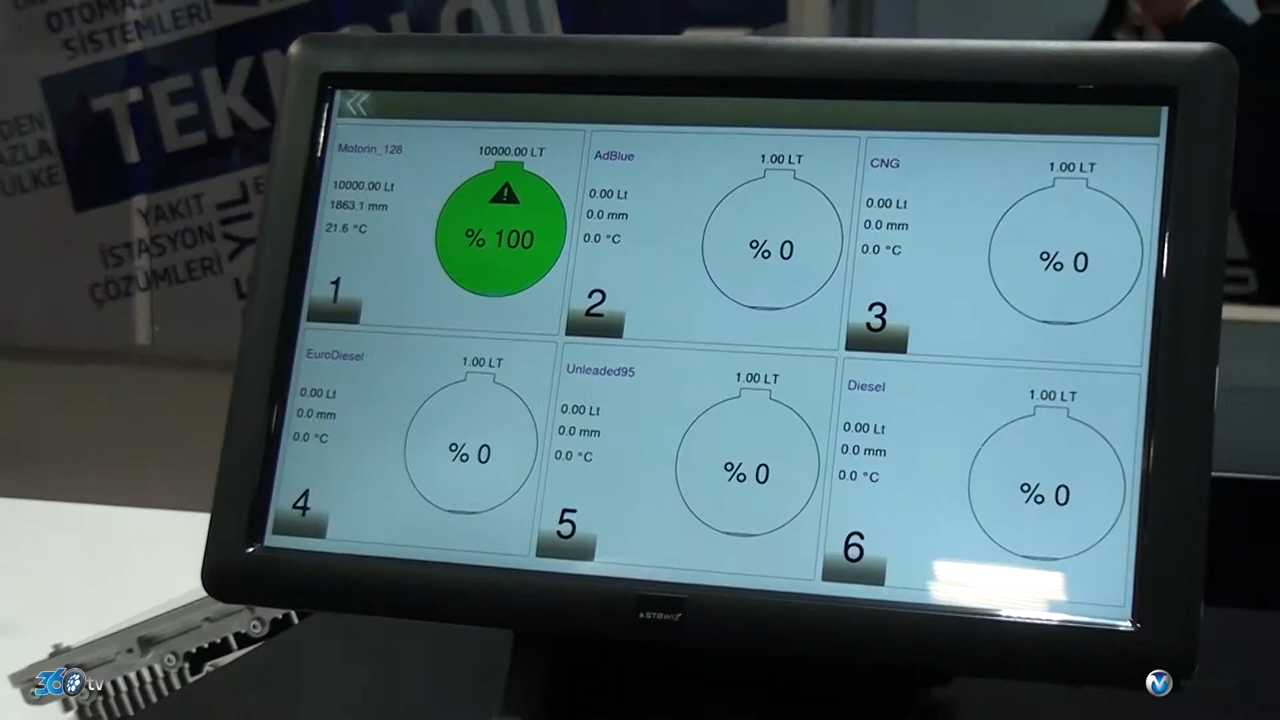 OTOMAS
SİSTEMLERİ
TEKNOLOJİ
DEN
AZLA
ÜLKE
YAKIT
İSTASYON
ÇÖZÜMLERİ
YIL
Motorin_128
10000.00 LT
10000.00 Lt
1863.1 mm
21.6 °C
% 100
1
AdBlue
1.00 LT
0.00 Lt
0.0 mm
0.0 °C
% 0
2
CNG
1.00 LT
0.00 Lt
0.0 mm
0.0 °C
% 0
3
EuroDiesel
1.00 LT
0.00 Lt
0.0 mm
0.0 °C
% 0
4
Unleaded95
1.00 LT
0.00 Lt
0.0 mm
0.0 °C
% 0
5
Diesel
1.00 LT
0.00 Lt
0.0 mm
0.0 °C
% 0
6
360 tv